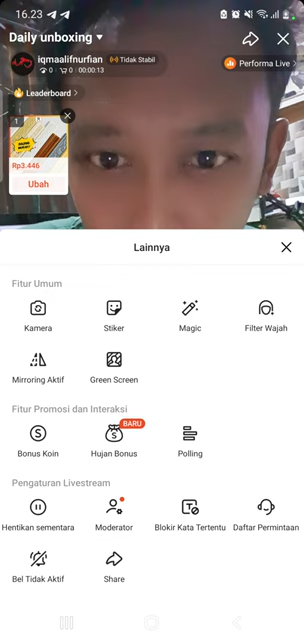 16.23
Daily unboxing
iqmaalifnurfian
Tidak Stabil
0 · 0 · 00:00:13
Performa Live
Leaderboard
1
Rp3.446
Ubah
Lainnya
Fitur Umum
Kamera
Stiker
Magic
Filter Wajah
Mirroring Aktif
Green Screen
Fitur Promosi dan Interaksi
BARU
Bonus Koin
Hujan Bonus
Polling
Pengaturan Livestream
Hentikan sementara
Moderator
Blokir Kata Tertentu
Daftar Permintaan
Bel Tidak Aktif
Share